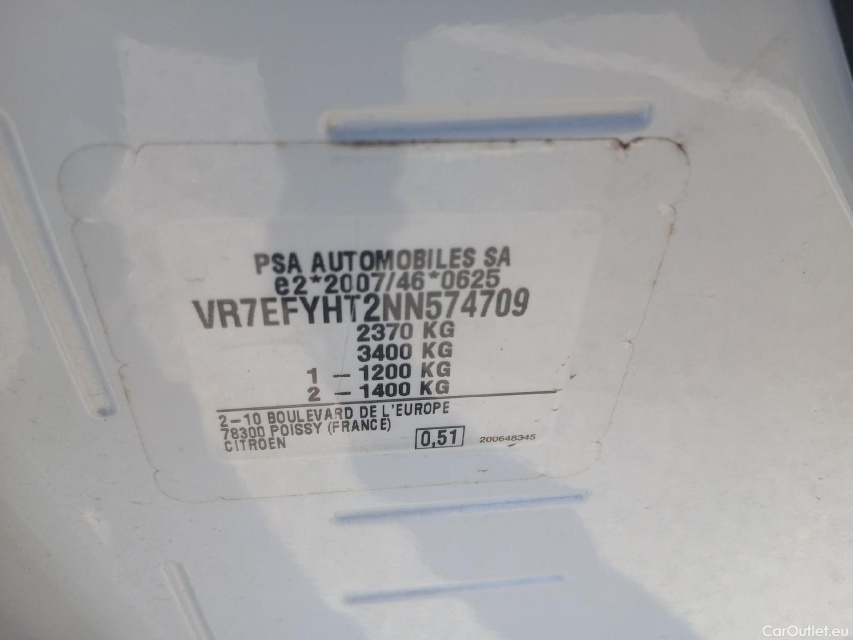 PSA AUTOMOBILES SA
e2*2007/46*0625
VR7EFYHT2NN574709
2370 KG
3400 KG
1 – 1200 KG
2 – 1400 KG
2–10 BOULEVARD DE L'EUROPE
78300 POISSY (FRANCE)
CITROEN
0,51
200648345
CarOutlet.eu